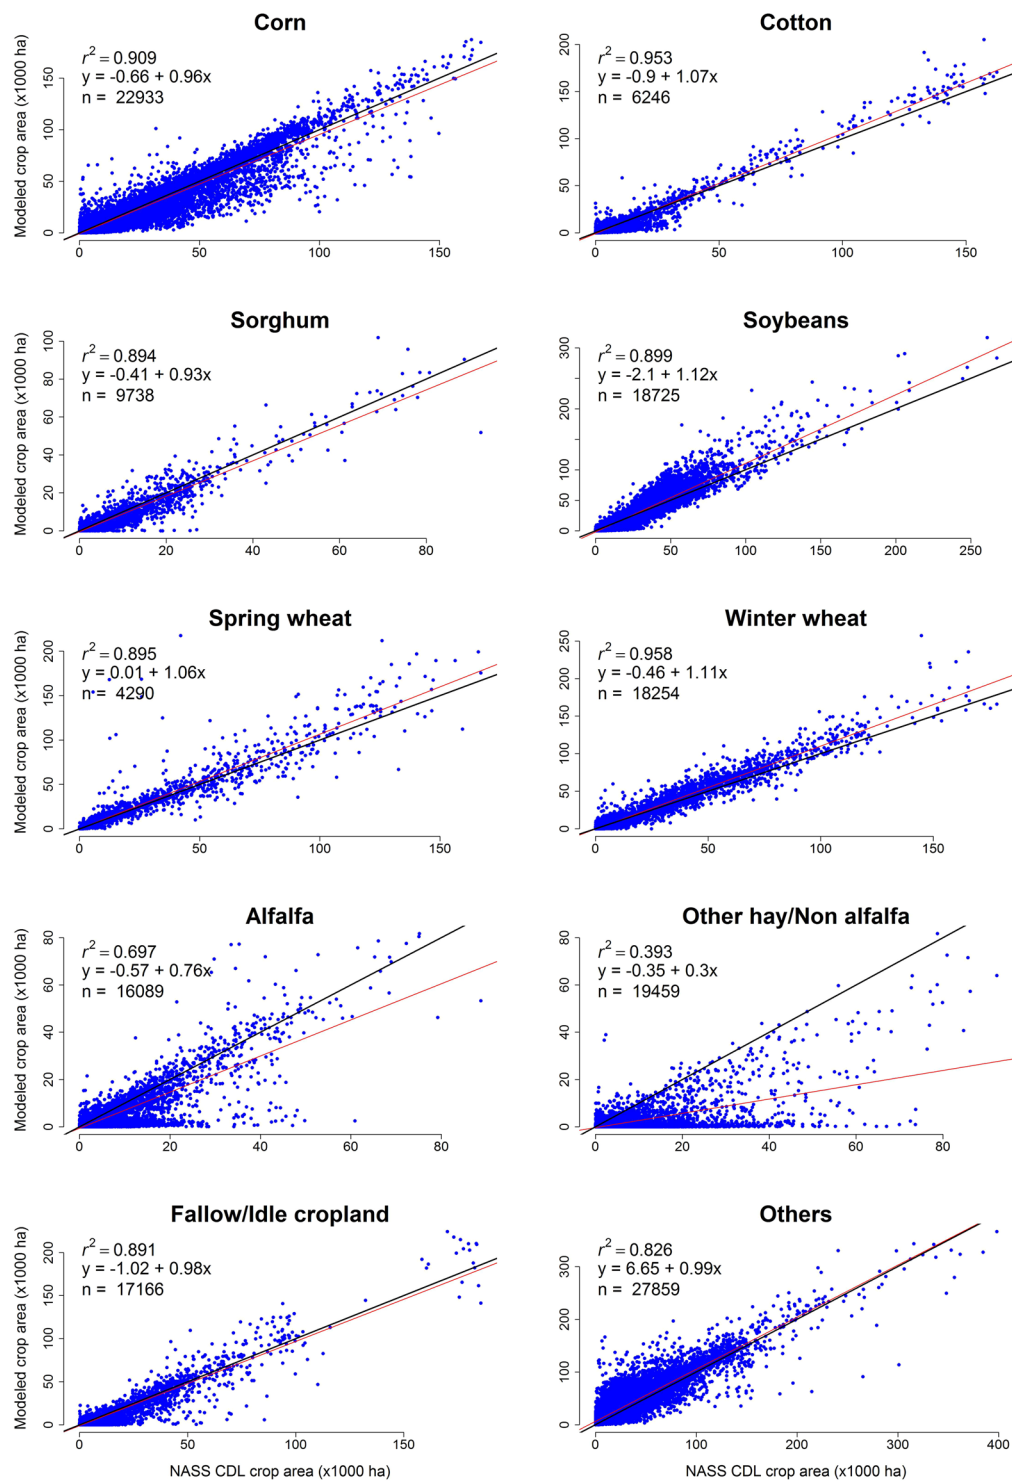 Corn
r² = 0.909
y = -0.66 + 0.96x
n = 22933
Modeled crop area (x1000 ha)
0 50 100 150
0 50 100 150
Cotton
r² = 0.953
y = -0.9 + 1.07x
n = 6246
0 50 100 150 200
0 50 100 150
Sorghum
r² = 0.894
y = -0.41 + 0.93x
n = 9738
Modeled crop area (x1000 ha)
0 20 40 60 80 100
0 20 40 60 80
Soybeans
r² = 0.899
y = -2.1 + 1.12x
n = 18725
0 50 100 200 300
0 50 100 150 200 250
Spring wheat
r² = 0.895
y = 0.01 + 1.06x
n = 4290
Modeled crop area (x1000 ha)
0 50 100 150 200
0 50 100 150
Winter wheat
r² = 0.958
y = -0.46 + 1.11x
n = 18254
0 50 100 150 200 250
0 50 100 150
Alfalfa
r² = 0.697
y = -0.57 + 0.76x
n = 16089
Modeled crop area (x1000 ha)
0 20 40 60 80
0 20 40 60 80
Other hay/Non alfalfa
r² = 0.393
y = -0.35 + 0.3x
n = 19459
0 20 40 60 80
0 20 40 60 80
Fallow/Idle cropland
r² = 0.891
y = -1.02 + 0.98x
n = 17166
Modeled crop area (x1000 ha)
0 50 100 150 200
0 50 100 150
NASS CDL crop area (x1000 ha)
Others
r² = 0.826
y = 6.65 + 0.99x
n = 27859
0 100 200 300
0 100 200 300 400
NASS CDL crop area (x1000 ha)